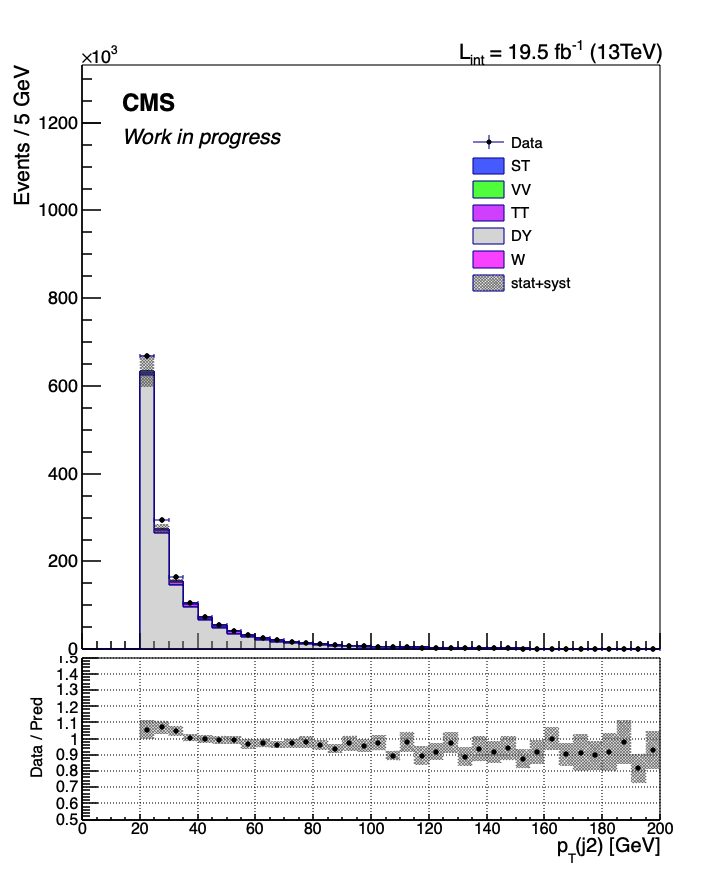 ×10³
L_int = 19.5 fb⁻¹ (13TeV)
Events / 5 GeV
CMS
Work in progress
1200
1000
800
600
400
200
0
Data
ST
VV
TT
DY
W
stat+syst
Data / Pred
1.5
1.4
1.3
1.2
1.1
1
0.9
0.8
0.7
0.6
0.5
0 20 40 60 80 100 120 140 160 180 200
p_T(j2) [GeV]